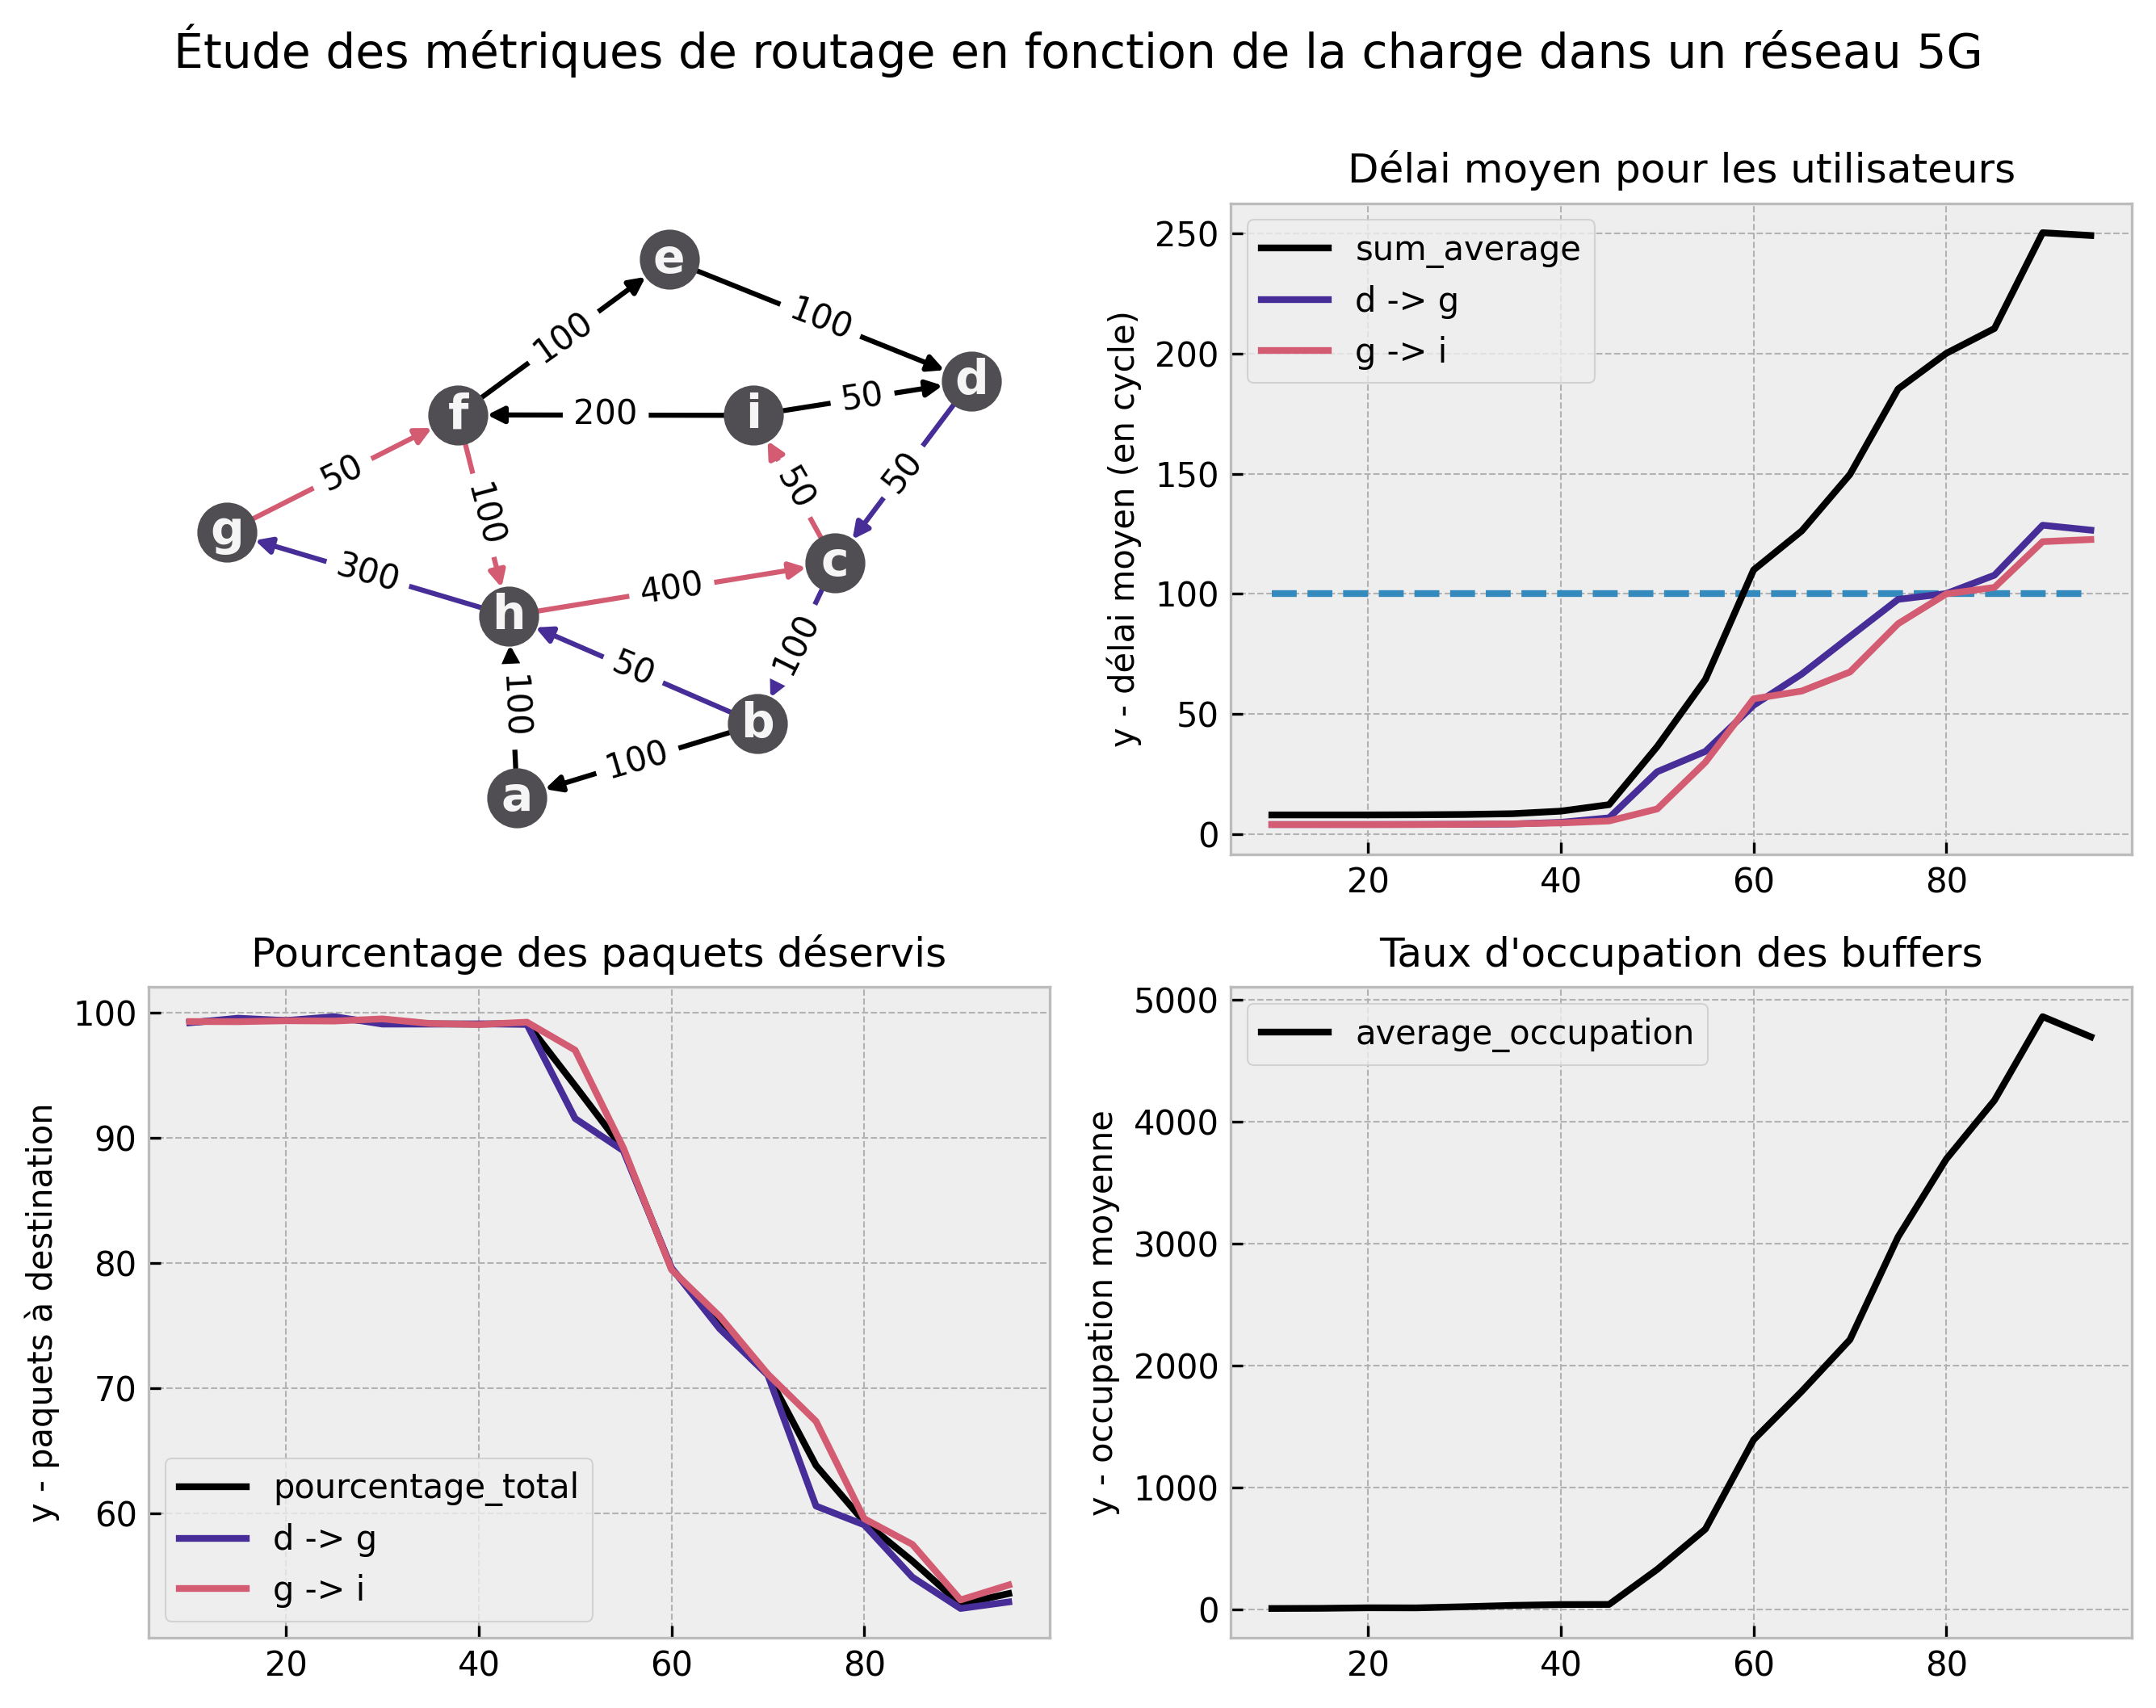 Étude des métriques de routage en fonction de la charge dans un réseau 5G
e
100
100
d
f
200
i
50
50
100
50
50
g
300
h
400
c
50
100
100
b
100
a
Délai moyen pour les utilisateurs
y - délai moyen (en cycle)
250
200
150
100
50
0
sum_average
d -> g
g -> i
20 40 60 80
Pourcentage des paquets déservis
y - paquets à destination
100
90
80
70
60
pourcentage_total
d -> g
g -> i
20 40 60 80
Taux d'occupation des buffers
y - occupation moyenne
5000
4000
3000
2000
1000
0
average_occupation
20 40 60 80